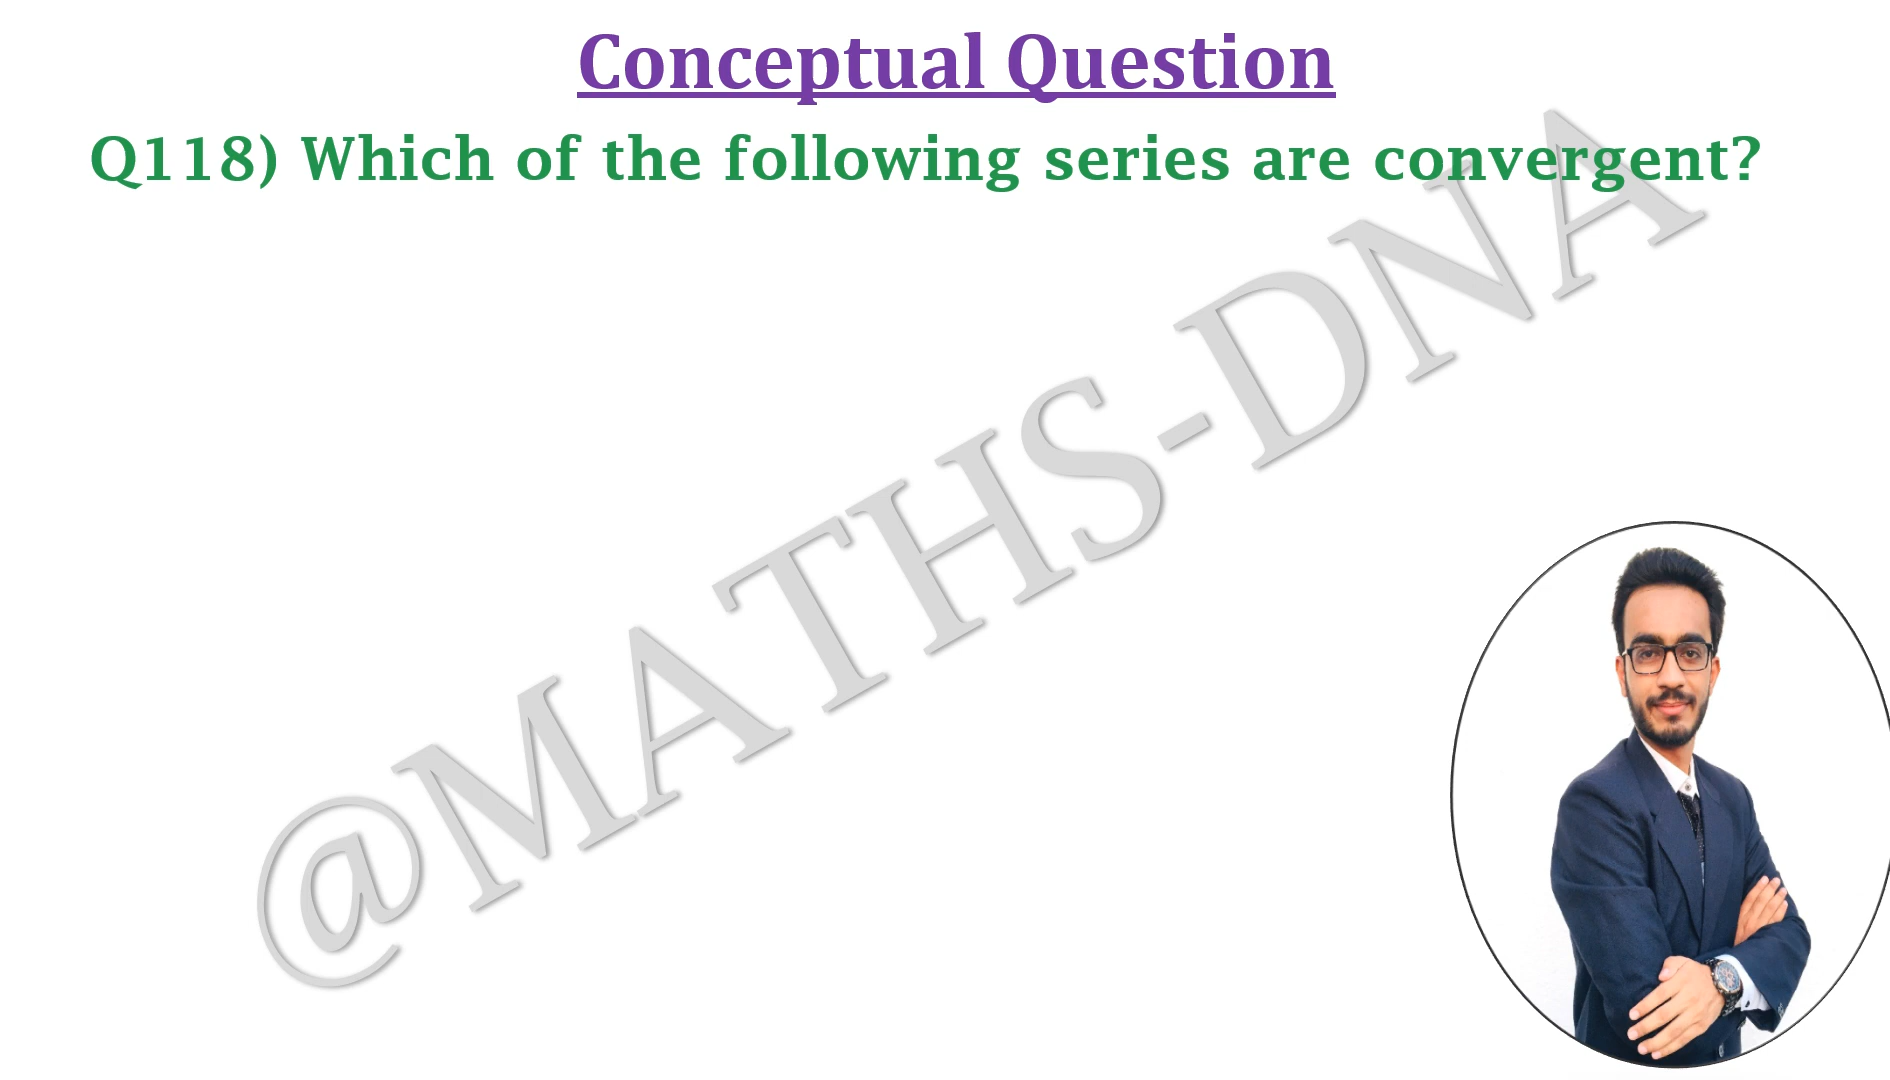 Conceptual Question
Q118) Which of the following series are convergent?
@MATHS-DNA